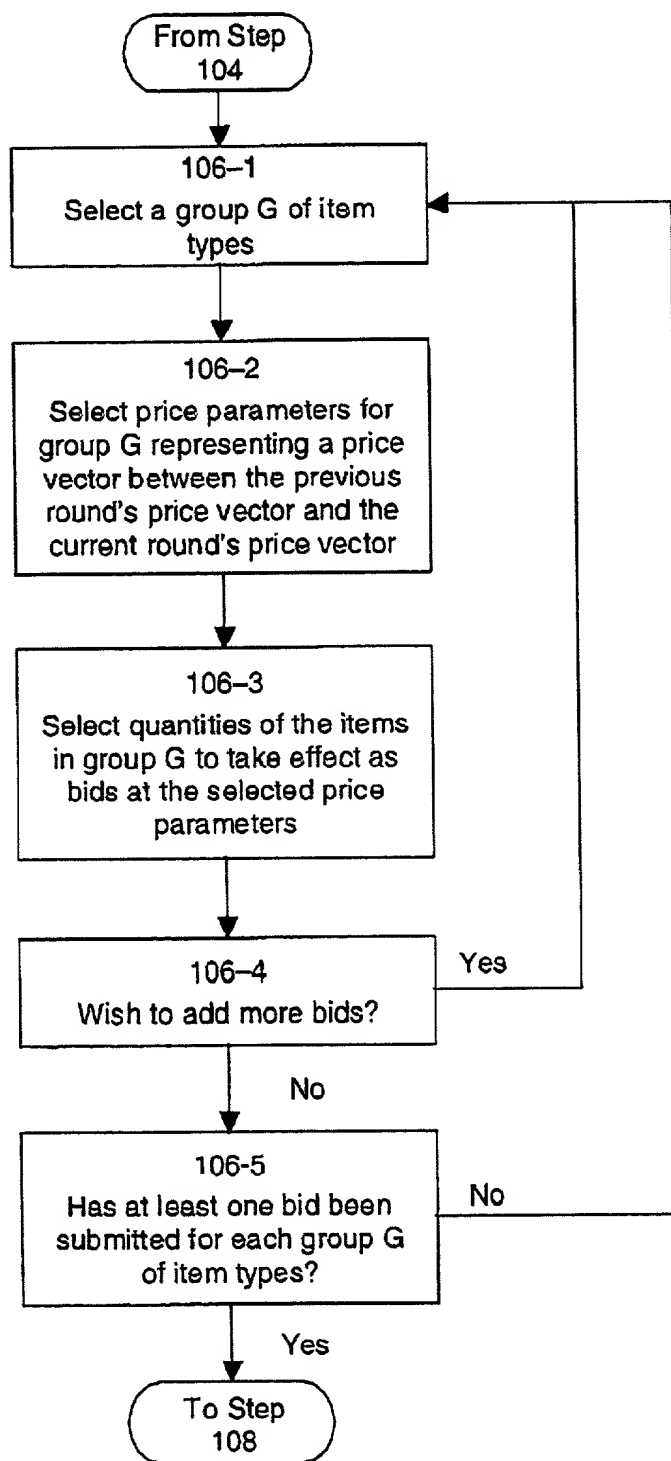 From Step
104
106–1
Select a group G of item
types
106–2
Select price parameters for
group G representing a price
vector between the previous
round's price vector and the
current round's price vector
106–3
Select quantities of the items
in group G to take effect as
bids at the selected price
parameters
106–4
Wish to add more bids?
Yes
No
106-5
Has at least one bid been
submitted for each group G
of item types?
No
Yes
To Step
108